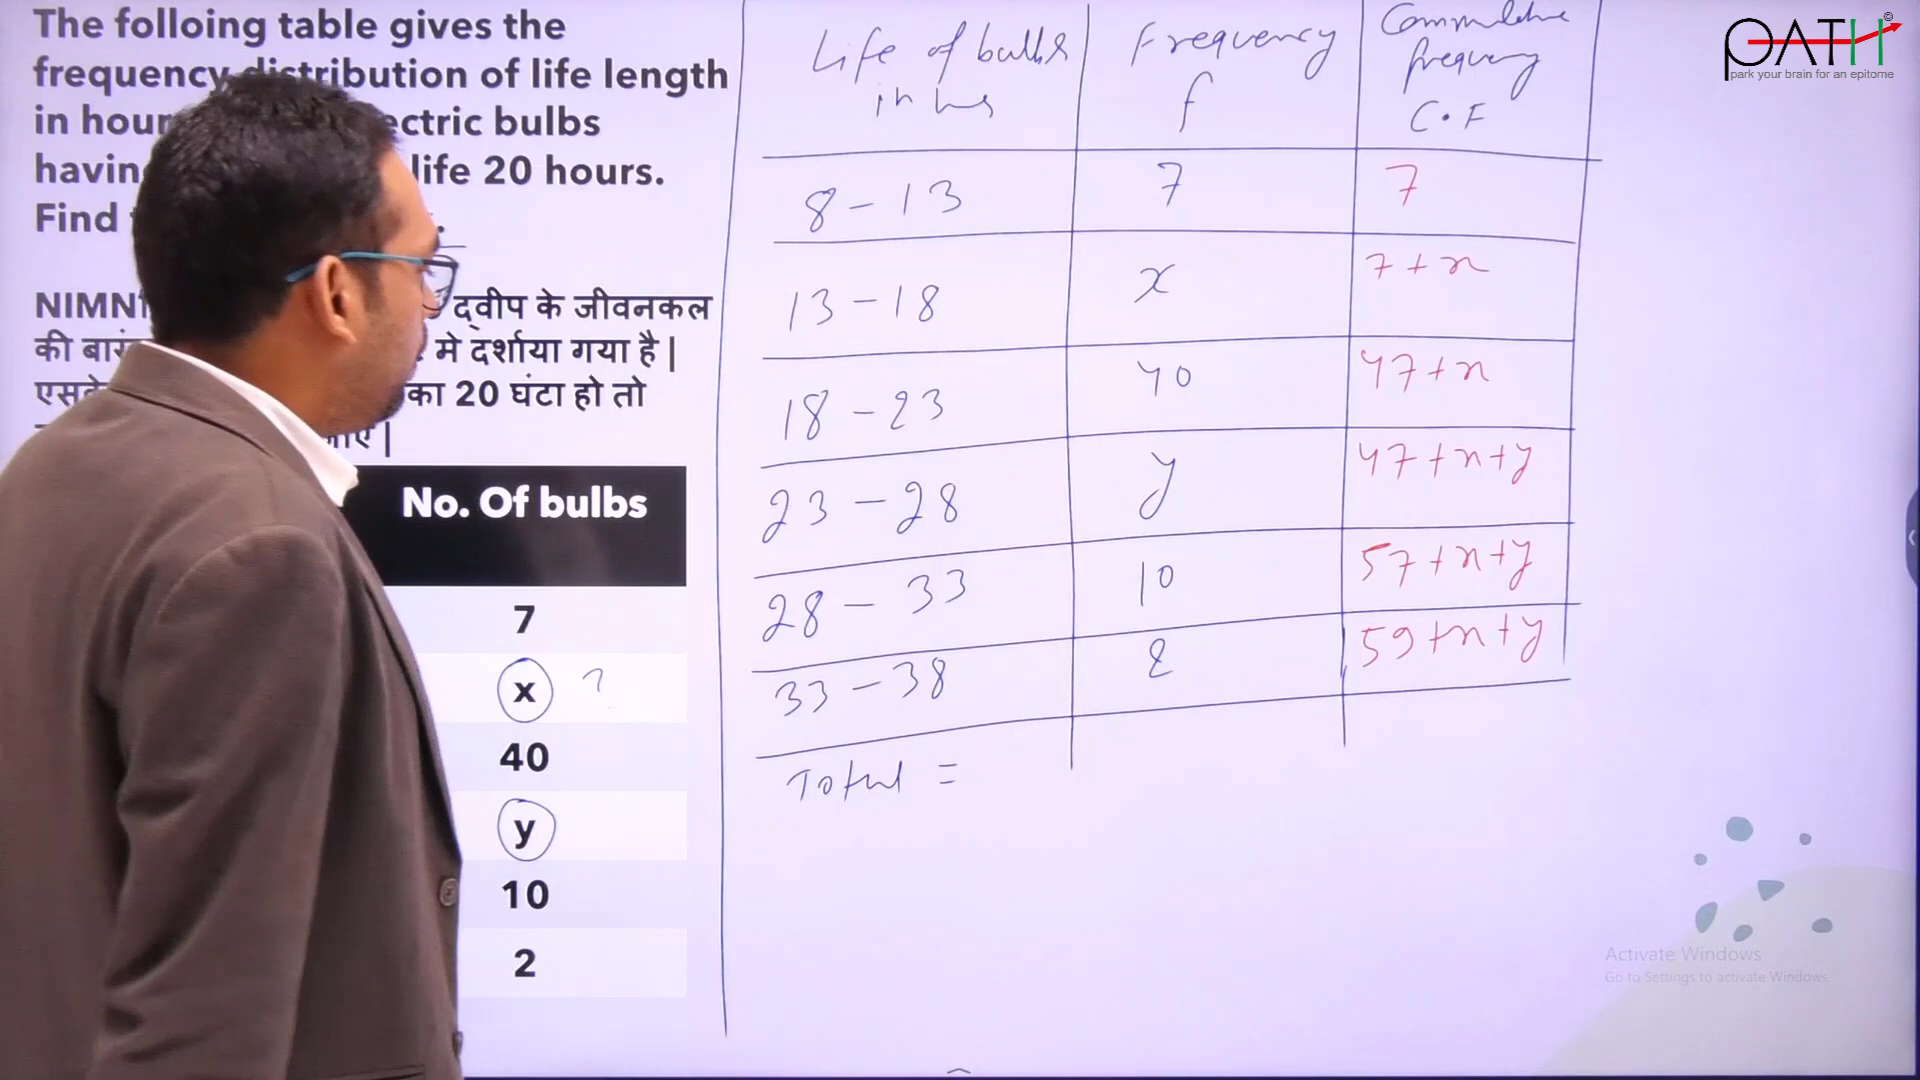 The folloing table gives the
frequency distribution of life length
in hour ectric bulbs
havin life 20 hours.
Find
NIMN द्वीप के जीवनकल
की बारं मे दर्शाया गया है |
एसके का 20 घंटा हो तो
जाए |
No. Of bulbs
7
x ?
40
y
10
2
Life of bulbs
in hrs
Frequency
f
Commulative
frequency
C.F
8 - 13 7 7
13 - 18 x 7 + x
18 - 23 40 47 + x
23 - 28 y 47 + x + y
28 - 33 10 57 + x + y
33 - 38 2 59 + x + y
Total =
PATH ©
park your brain for an epitome
Activate Windows
Go to Settings to activate Windows.